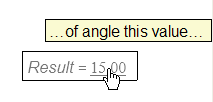 …of angle this value…
Result = 15.00